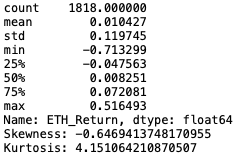 count    1818.000000
mean        0.010427
std         0.119745
min        -0.713299
25%        -0.047563
50%         0.008251
75%         0.072081
max         0.516493
Name: ETH_Return, dtype: float64
Skewness: -0.6469413748170955
Kurtosis: 4.151064210870507